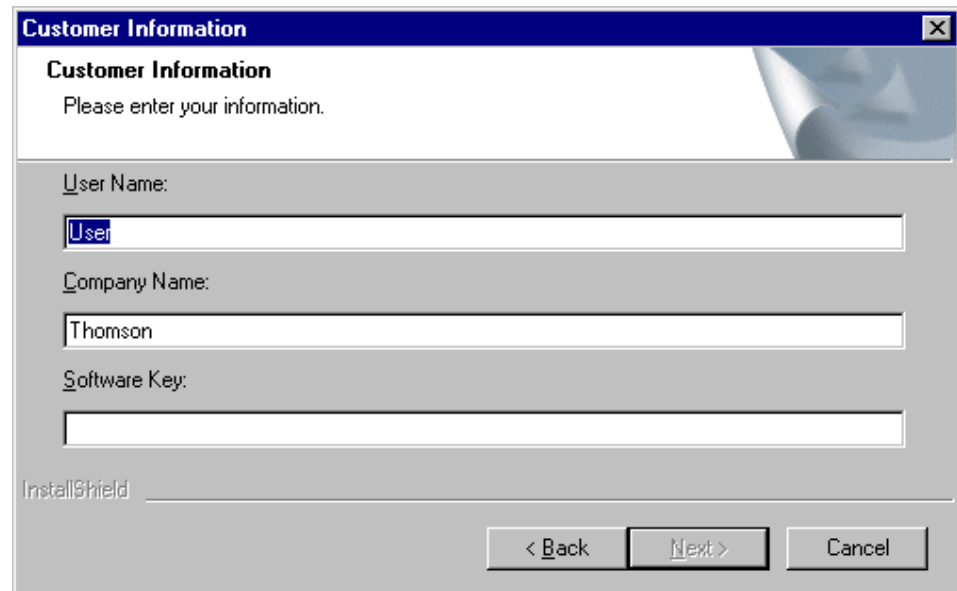 Customer Information
Customer Information
Please enter your information.
User Name:
User
Company Name:
Thomson
Software Key:
InstallShield
< Back Next > Cancel